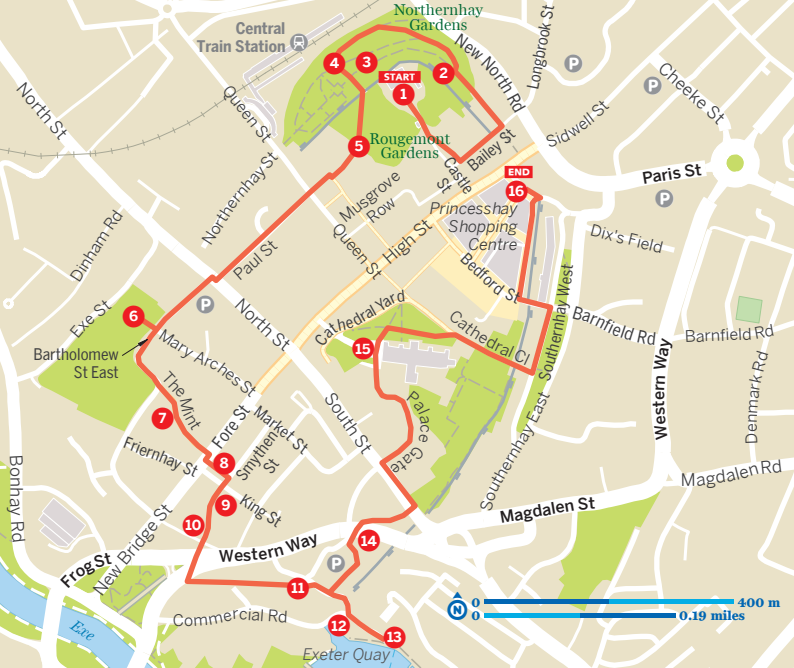 Northernhay
Gardens
Central
Train Station
New North Rd
Longbrook St
P
P
Cheeke St
North St
Queen St
4
3
START
2
1
Sidwell St
Bailey St
5
Rougemont
Gardens
Castle
St
END
16
Paris St
P
Northernhay St
Musgrove
Row
Princesshay
Shopping
Centre
Dinham Rd
Queen St
High St
Dix's Field
Paul St
Bedford St
Exe St
6
P
North St
Cathedral Yard
Cathedral Cl
Southernhay West
Barnfield Rd
Barnfield Rd
Bartholomew
St East
Mary Arches St
15
Western Way
Denmark Rd
The Mint
7
Fore St
Market St
South St
Palace
Gate
Southernhay East
Friernhay St
8
Smythen
St
Bonhay Rd
Magdalen Rd
9
King St
10
Magdalen St
New Bridge St
Western Way
14
Frog St
P
11
N
0
400 m
0
0.19 miles
Commercial Rd
12
13
Exe
Exeter Quay